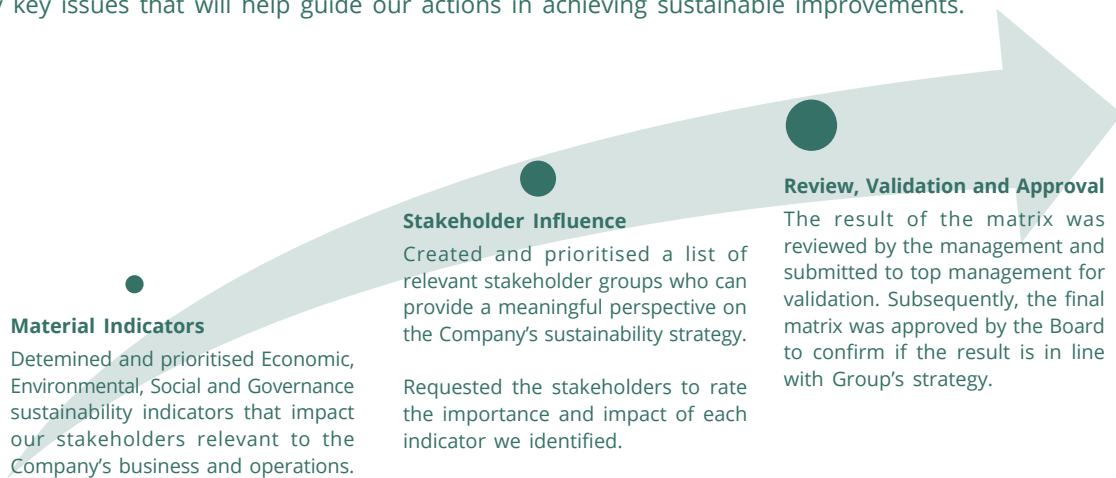 key issues that will help guide our actions in achieving sustainable improvements.
Material Indicators
Detemined and prioritised Economic,
Environmental, Social and Governance
sustainability indicators that impact
our stakeholders relevant to the
Company's business and operations.
Stakeholder Influence
Created and prioritised a list of
relevant stakeholder groups who can
provide a meaningful perspective on
the Company's sustainability strategy.
Requested the stakeholders to rate
the importance and impact of each
indicator we identified.
Review, Validation and Approval
The result of the matrix was
reviewed by the management and
submitted to top management for
validation. Subsequently, the final
matrix was approved by the Board
to confirm if the result is in line
with Group's strategy.